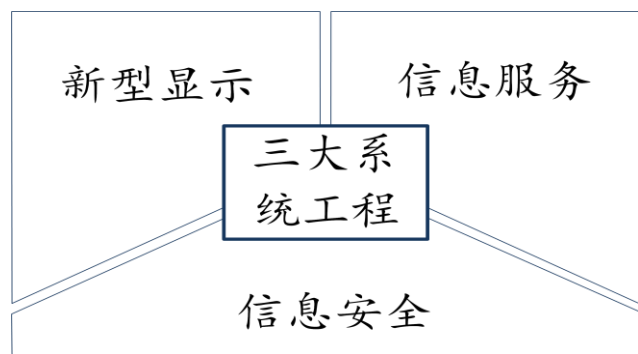 新型显示
信息服务
三大系
统工程
信息安全